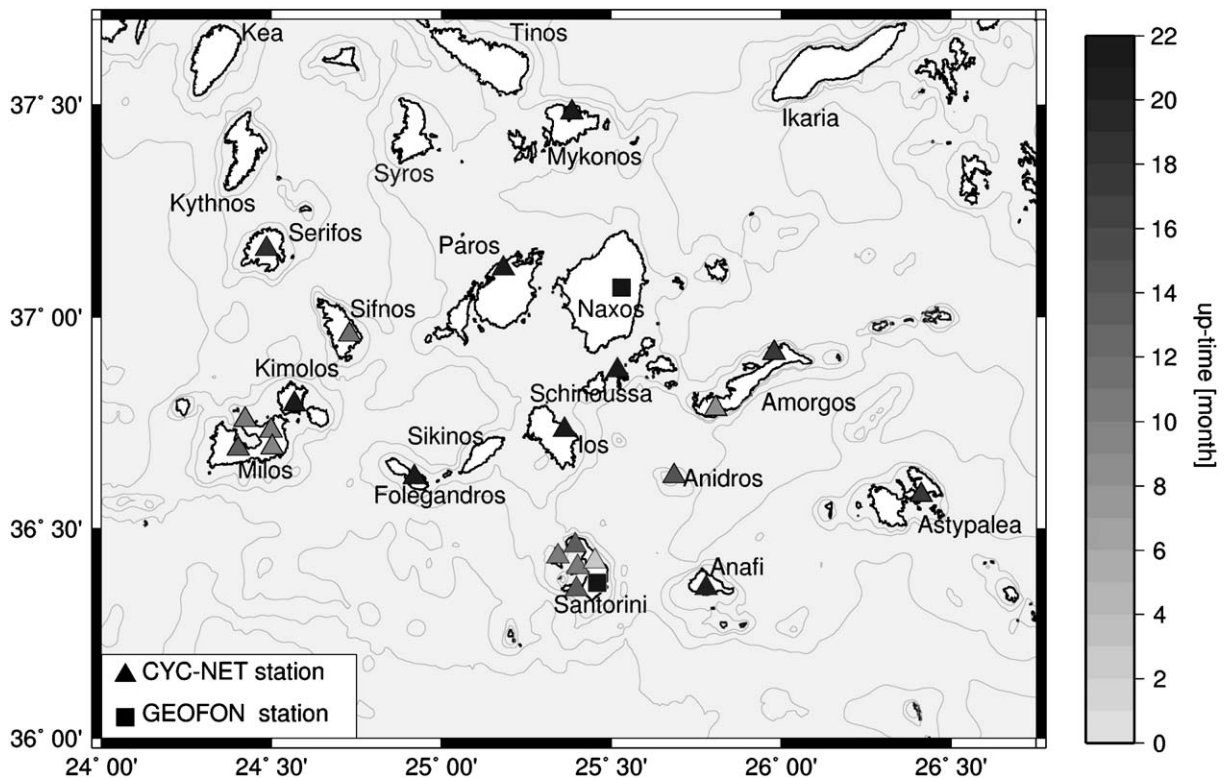 Kea
Tinos
22
20
18
16
14
12
10
8
6
4
2
0
up-time [month]
37° 30'
Ikaria
Mykonos
Syros
Kythnos
Serifos
Paros
Sifnos
Naxos
37° 00'
Kimolos
Schinoussa
Amorgos
Sikinos
Ios
Milos
Folegandros
Anidros
Astypalea
36° 30'
Anafi
Santorini
CYC-NET station
GEOFON station
36° 00'
24° 00'
24° 30'
25° 00'
25° 30'
26° 00'
26° 30'